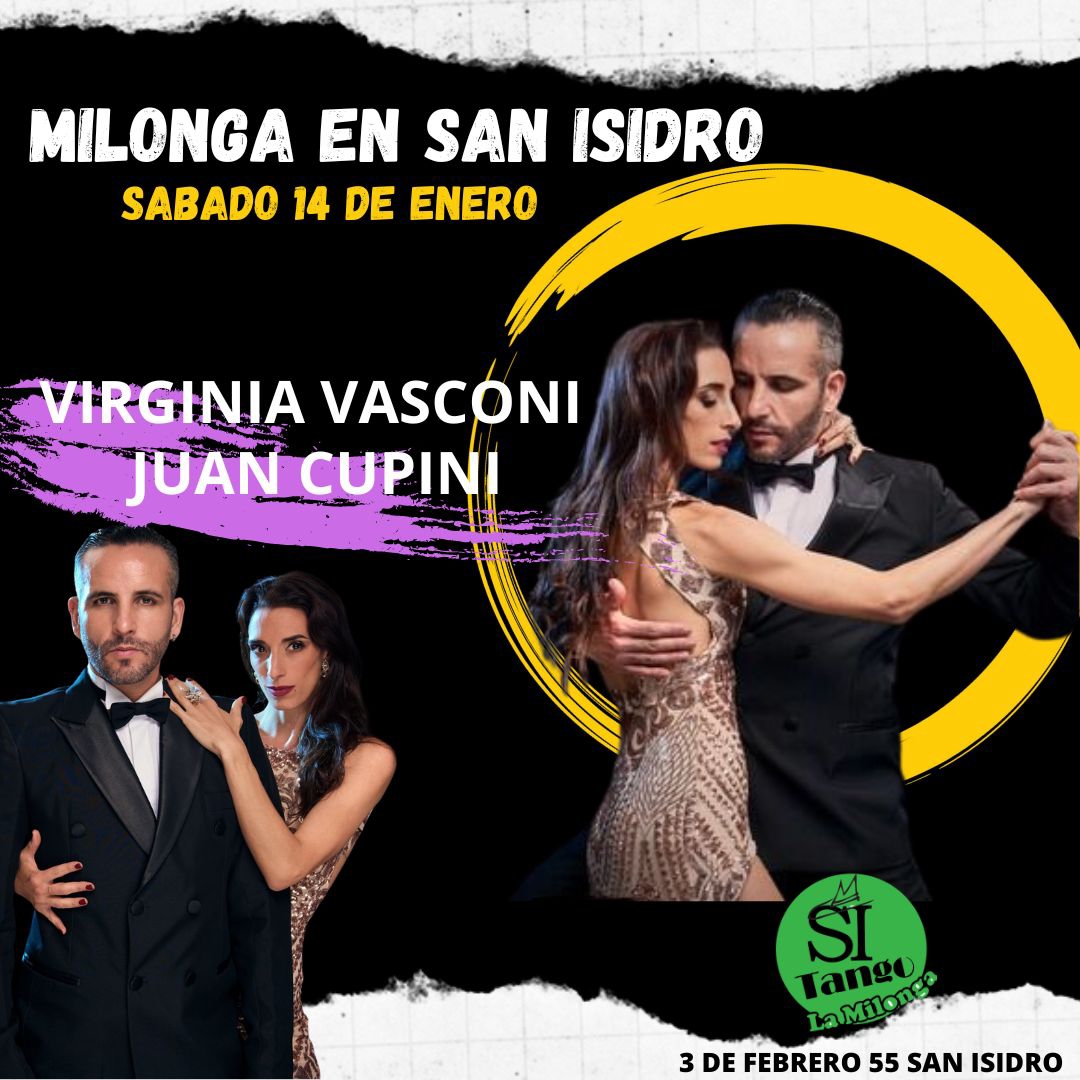 MILONGA EN SAN ISIDRO
SABADO 14 DE ENERO
VIRGINIA VASCONI
JUAN CUPINI
SI
Tango
La Milonga
3 DE FEBRERO 55 SAN ISIDRO